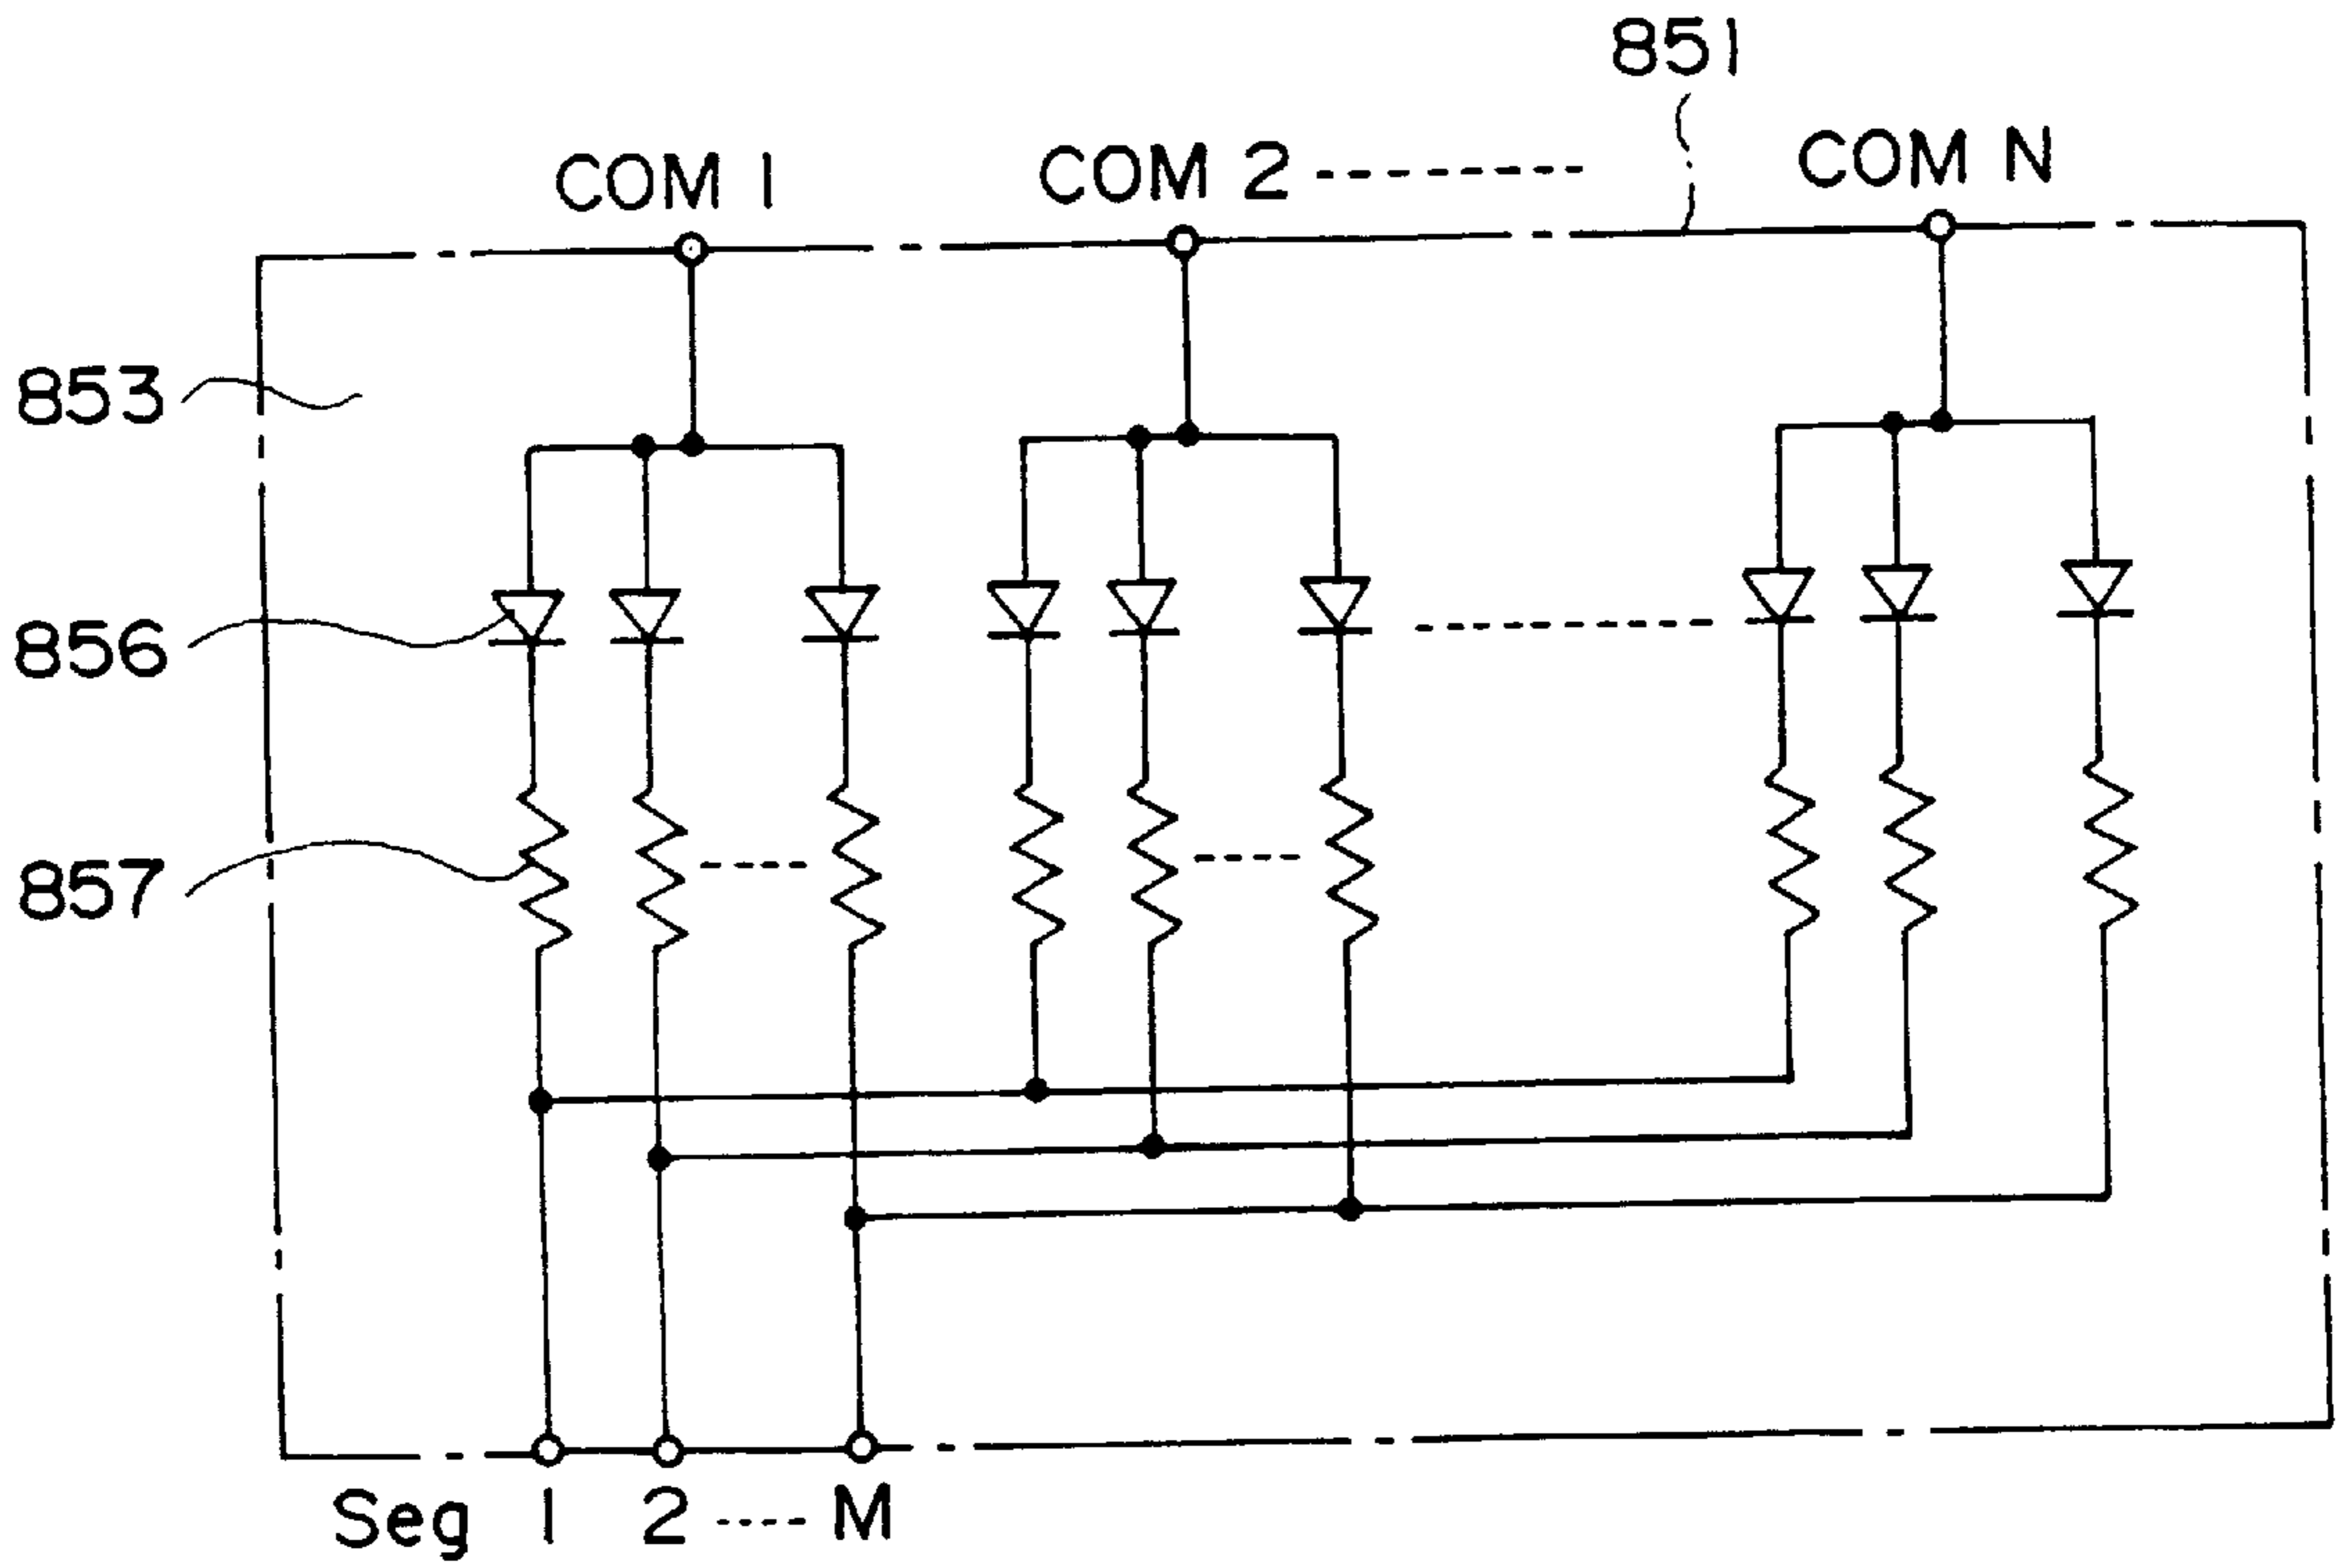 851
COM 1 COM 2 --------- COM N
853
856
857
Seg 1 2 ---- M